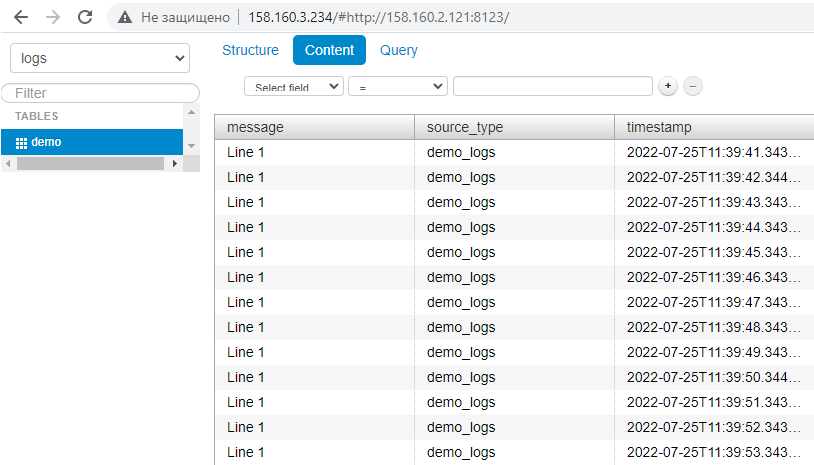 Не защищено 158.160.3.234/#http://158.160.2.121:8123/
logs
Structure Content Query
Filter
Select field = + –
TABLES
demo
message source_type timestamp
Line 1 demo_logs 2022-07-25T11:39:41.343…
Line 1 demo_logs 2022-07-25T11:39:42.344…
Line 1 demo_logs 2022-07-25T11:39:43.343…
Line 1 demo_logs 2022-07-25T11:39:44.343…
Line 1 demo_logs 2022-07-25T11:39:45.343…
Line 1 demo_logs 2022-07-25T11:39:46.343…
Line 1 demo_logs 2022-07-25T11:39:47.343…
Line 1 demo_logs 2022-07-25T11:39:48.343…
Line 1 demo_logs 2022-07-25T11:39:49.343…
Line 1 demo_logs 2022-07-25T11:39:50.344…
Line 1 demo_logs 2022-07-25T11:39:51.343…
Line 1 demo_logs 2022-07-25T11:39:52.343…
Line 1 demo_logs 2022-07-25T11:39:53.343…